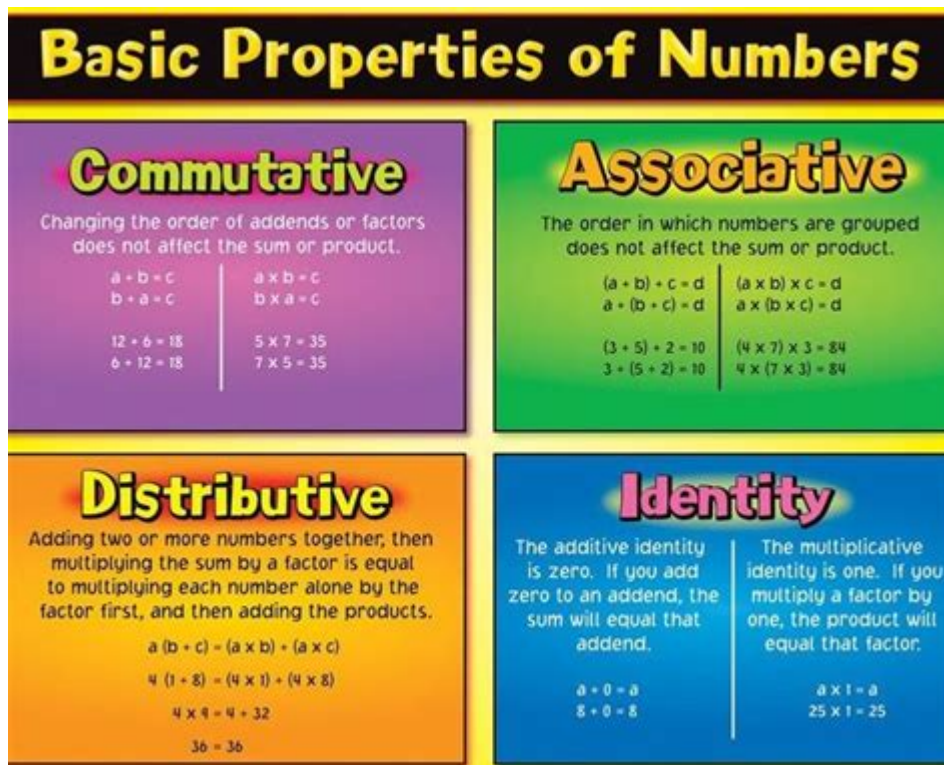 Basic Properties of Numbers
Commutative
Changing the order of addends or factors
does not affect the sum or product.
a + b = c
b + a = c
12 + 6 = 18
6 + 12 = 18
a x b = c
b x a = c
5 x 7 = 35
7 x 5 = 35
Associative
The order in which numbers are grouped
does not affect the sum or product.
(a + b) + c = d
a + (b + c) = d
(3 + 5) + 2 = 10
3 + (5 + 2) = 10
(a x b) x c = d
a x (b x c) = d
(4 x 7) x 3 = 84
4 x (7 x 3) = 84
Distributive
Adding two or more numbers together, then
multiplying the sum by a factor is equal
to multiplying each number alone by the
factor first, and then adding the products.
a (b + c) = (a x b) + (a x c)
4 (1 + 8) = (4 x 1) + (4 x 8)
4 x 9 = 4 + 32
36 = 36
Identity
The additive identity
is zero. If you add
zero to an addend, the
sum will equal that
addend.
a + 0 = a
8 + 0 = 8
The multiplicative
identity is one. If you
multiply a factor by
one, the product will
equal that factor.
a x 1 = a
25 x 1 = 25